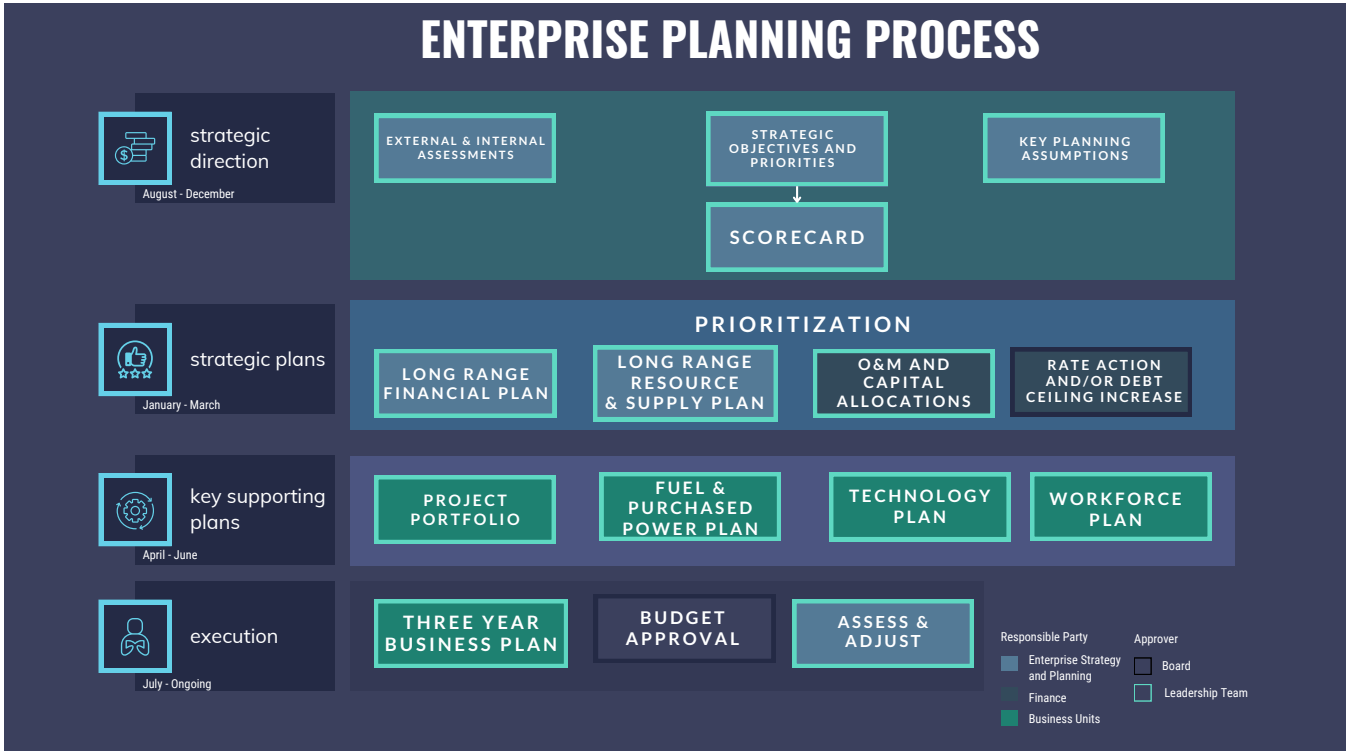 ENTERPRISE PLANNING PROCESS
strategic
direction
August - December
EXTERNAL & INTERNAL
ASSESSMENTS
STRATEGIC
OBJECTIVES AND
PRIORITIES
KEY PLANNING
ASSUMPTIONS
SCORECARD
strategic plans
January - March
PRIORITIZATION
LONG RANGE
FINANCIAL PLAN
LONG RANGE
RESOURCE
& SUPPLY PLAN
O&M AND
CAPITAL
ALLOCATIONS
RATE ACTION
AND/OR DEBT
CEILING INCREASE
key supporting
plans
April - June
PROJECT
PORTFOLIO
FUEL &
PURCHASED
POWER PLAN
TECHNOLOGY
PLAN
WORKFORCE
PLAN
execution
July - Ongoing
THREE YEAR
BUSINESS PLAN
BUDGET
APPROVAL
ASSESS &
ADJUST
Responsible Party
Enterprise Strategy
and Planning
Finance
Business Units
Approver
Board
Leadership Team